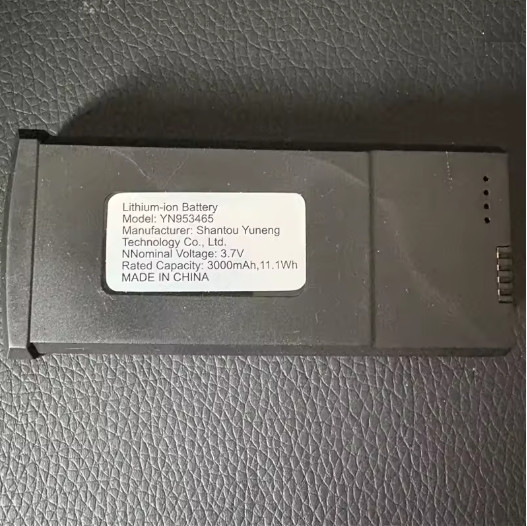 Lithium-ion Battery
Model: YN953465
Manufacturer: Shantou Yuneng
Technology Co., Ltd.
NNominal Voltage: 3.7V
Rated Capacity: 3000mAh,11.1Wh
MADE IN CHINA